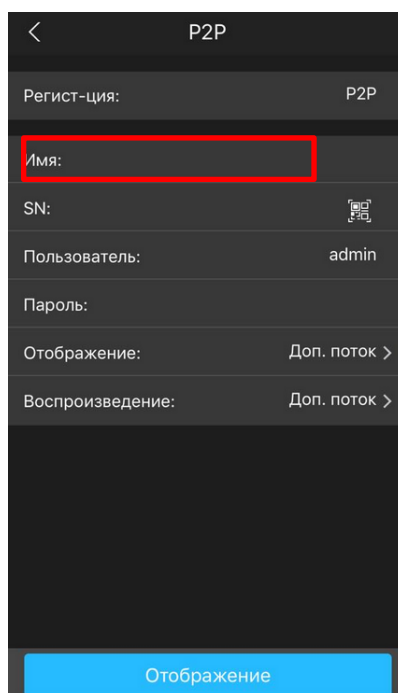 P2P
Регист-ция: P2P
Имя:
SN:
Пользователь: admin
Пароль:
Отображение: Доп. поток
Воспроизведение: Доп. поток
Отображение